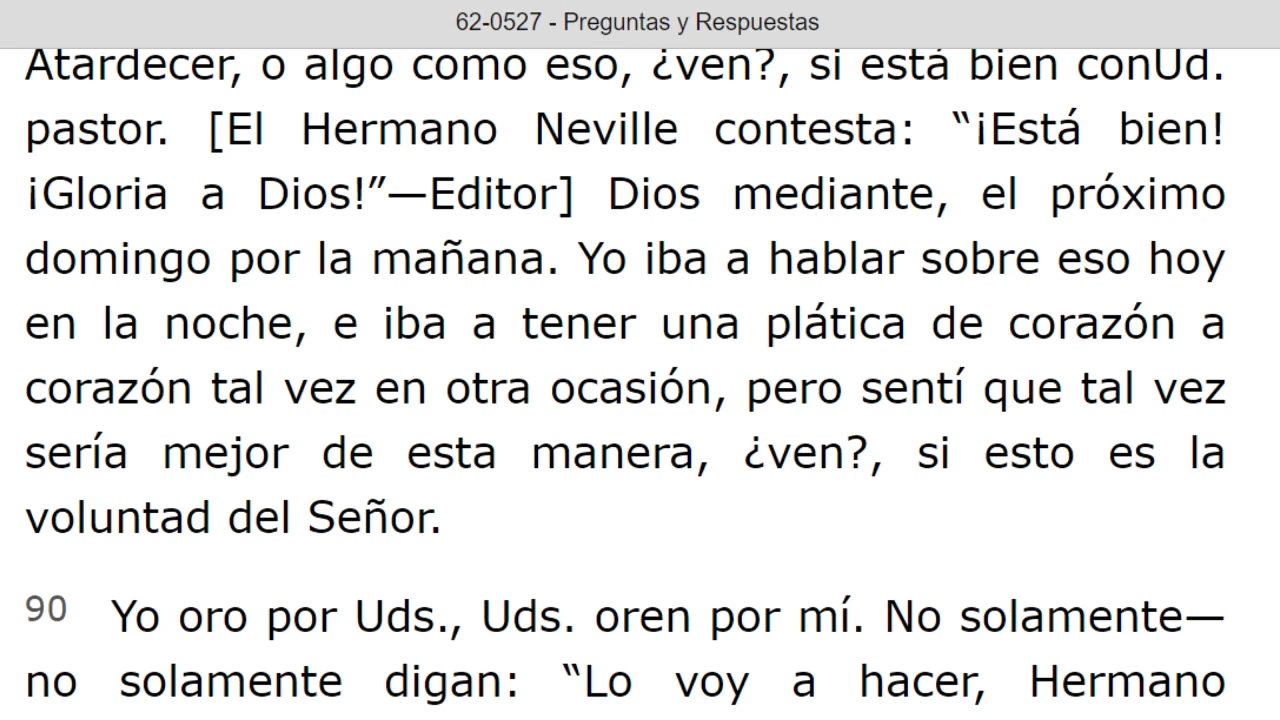 62-0527 - Preguntas y Respuestas
Atardecer, o algo como eso, ¿ven?, si está bien conUd.
pastor. [El Hermano Neville contesta: “¡Está bien!
¡Gloria a Dios!”—Editor] Dios mediante, el próximo
domingo por la mañana. Yo iba a hablar sobre eso hoy
en la noche, e iba a tener una plática de corazón a
corazón tal vez en otra ocasión, pero sentí que tal vez
sería mejor de esta manera, ¿ven?, si esto es la
voluntad del Señor.
90 Yo oro por Uds., Uds. oren por mí. No solamente—
no solamente digan: “Lo voy a hacer, Hermano